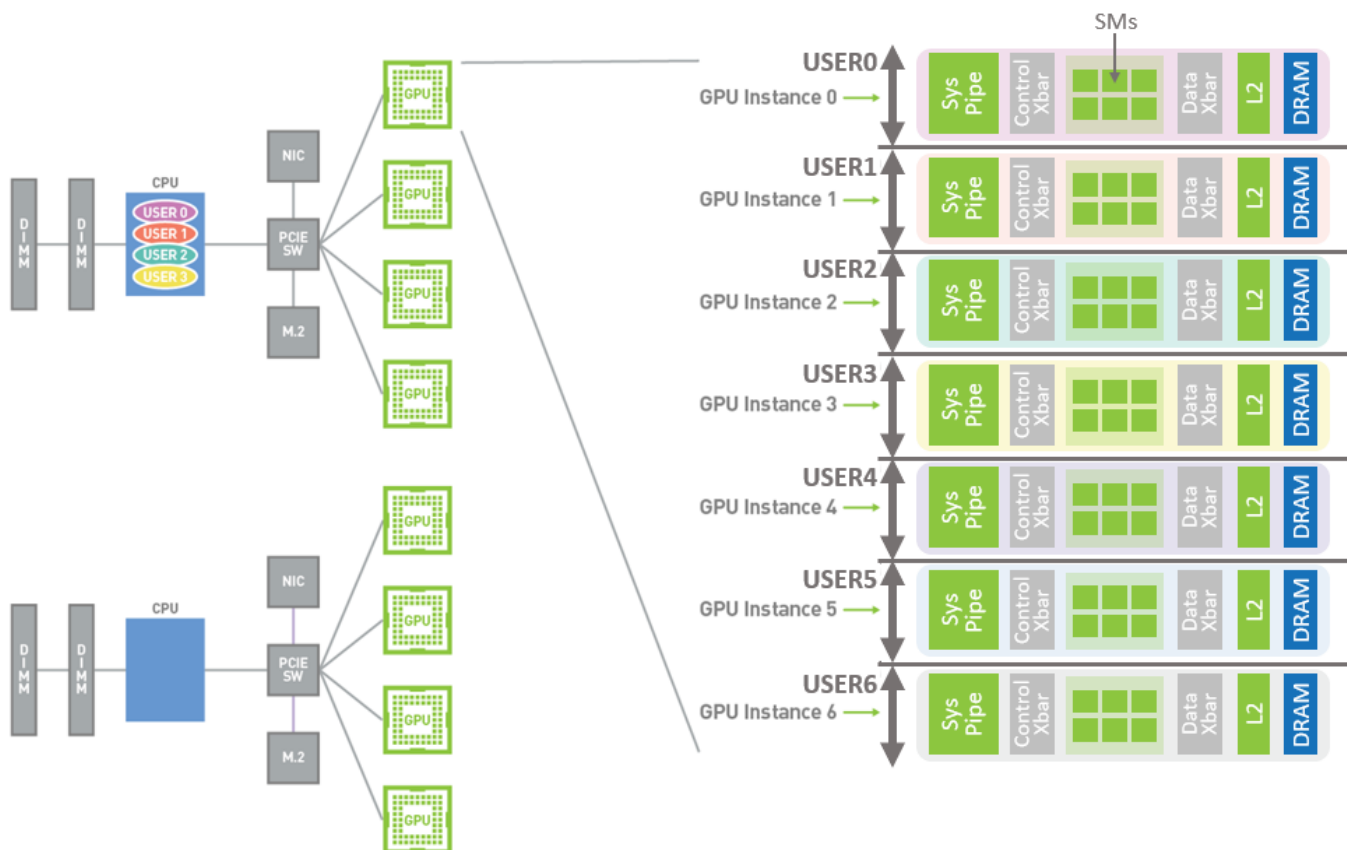 SMs
USER0
GPU Instance 0
Sys Pipe
Control Xbar
Data Xbar
L2
DRAM
USER1
GPU Instance 1
Sys Pipe
Control Xbar
Data Xbar
L2
DRAM
USER2
GPU Instance 2
Sys Pipe
Control Xbar
Data Xbar
L2
DRAM
USER3
GPU Instance 3
Sys Pipe
Control Xbar
Data Xbar
L2
DRAM
USER4
GPU Instance 4
Sys Pipe
Control Xbar
Data Xbar
L2
DRAM
USER5
GPU Instance 5
Sys Pipe
Control Xbar
Data Xbar
L2
DRAM
USER6
GPU Instance 6
Sys Pipe
Control Xbar
Data Xbar
L2
DRAM
DIMM
DIMM
CPU
USER 0
USER 1
USER 2
USER 3
NIC
PCIE
SW
M.2
GPU
GPU
GPU
GPU
DIMM
DIMM
CPU
NIC
PCIE
SW
M.2
GPU
GPU
GPU
GPU